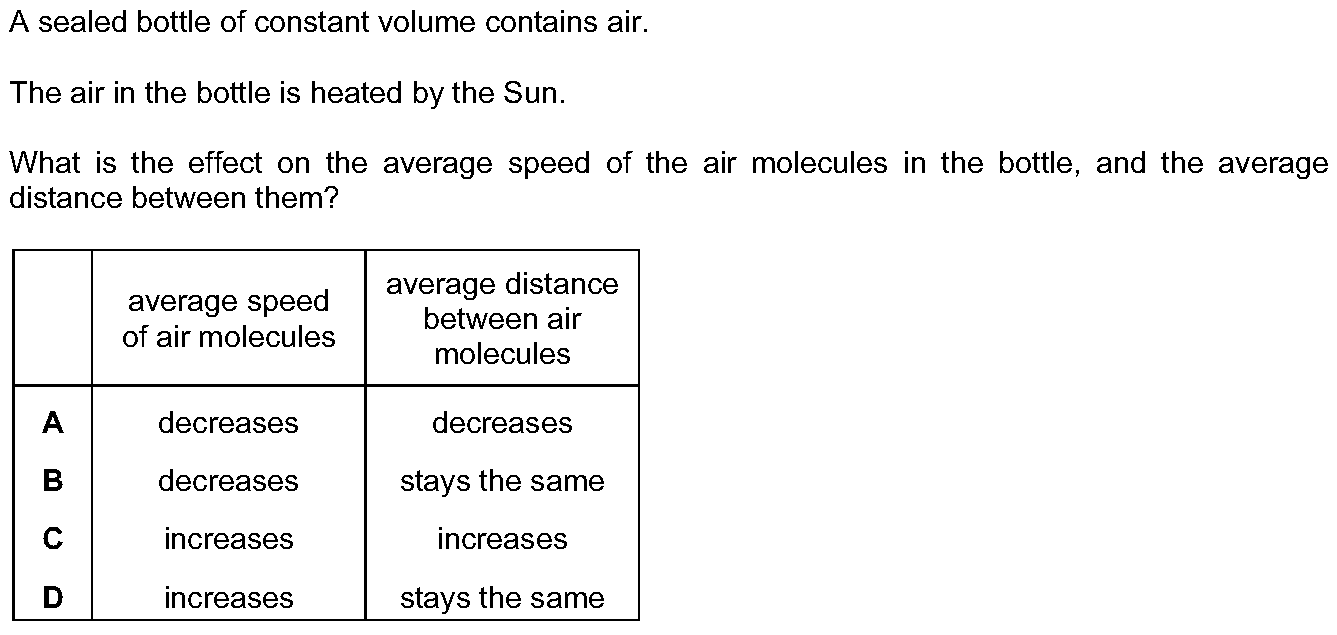 A sealed bottle of constant volume contains air.
The air in the bottle is heated by the Sun.
What is the effect on the average speed of the air molecules in the bottle, and the average
distance between them?
average speed
of air molecules
average distance
between air
molecules
A decreases decreases
B decreases stays the same
C increases increases
D increases stays the same